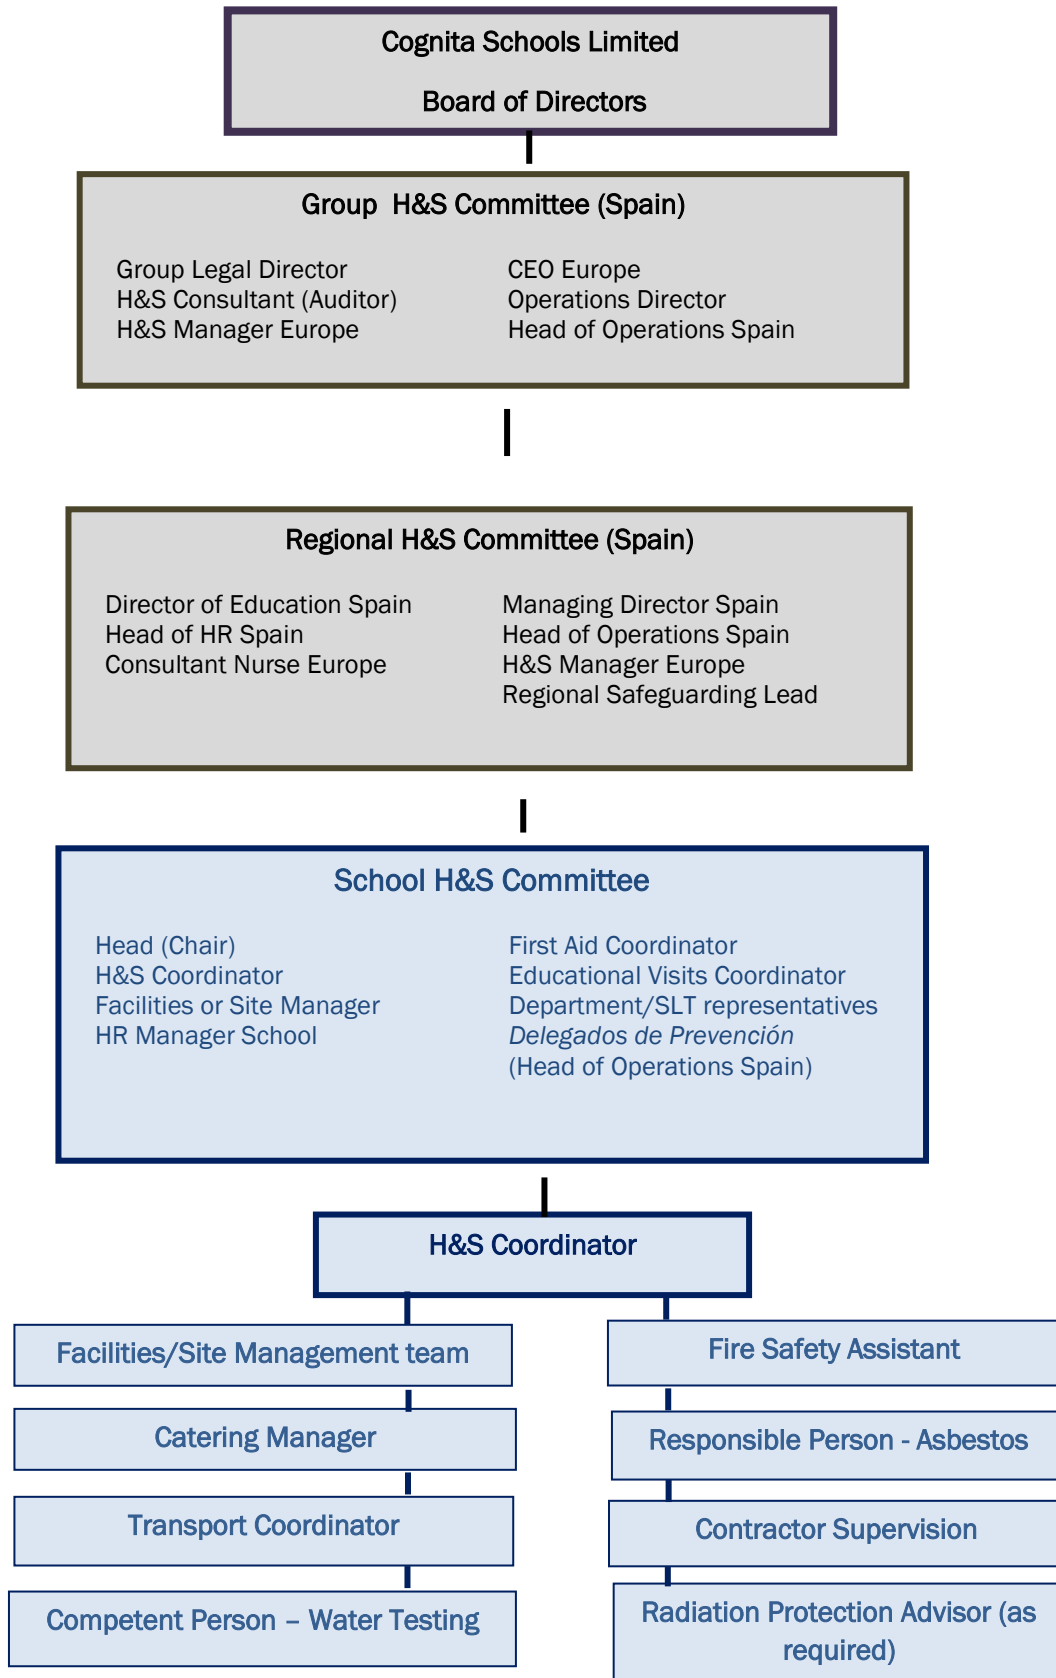 Cognita Schools Limited
Board of Directors
Group H&S Committee (Spain)
Group Legal Director
H&S Consultant (Auditor)
H&S Manager Europe
CEO Europe
Operations Director
Head of Operations Spain
Regional H&S Committee (Spain)
Director of Education Spain
Head of HR Spain
Consultant Nurse Europe
Managing Director Spain
Head of Operations Spain
H&S Manager Europe
Regional Safeguarding Lead
School H&S Committee
Head (Chair)
H&S Coordinator
Facilities or Site Manager
HR Manager School
First Aid Coordinator
Educational Visits Coordinator
Department/SLT representatives
Delegados de Prevención
(Head of Operations Spain)
H&S Coordinator
Facilities/Site Management team
Catering Manager
Transport Coordinator
Competent Person – Water Testing
Fire Safety Assistant
Responsible Person - Asbestos
Contractor Supervision
Radiation Protection Advisor (as
required)